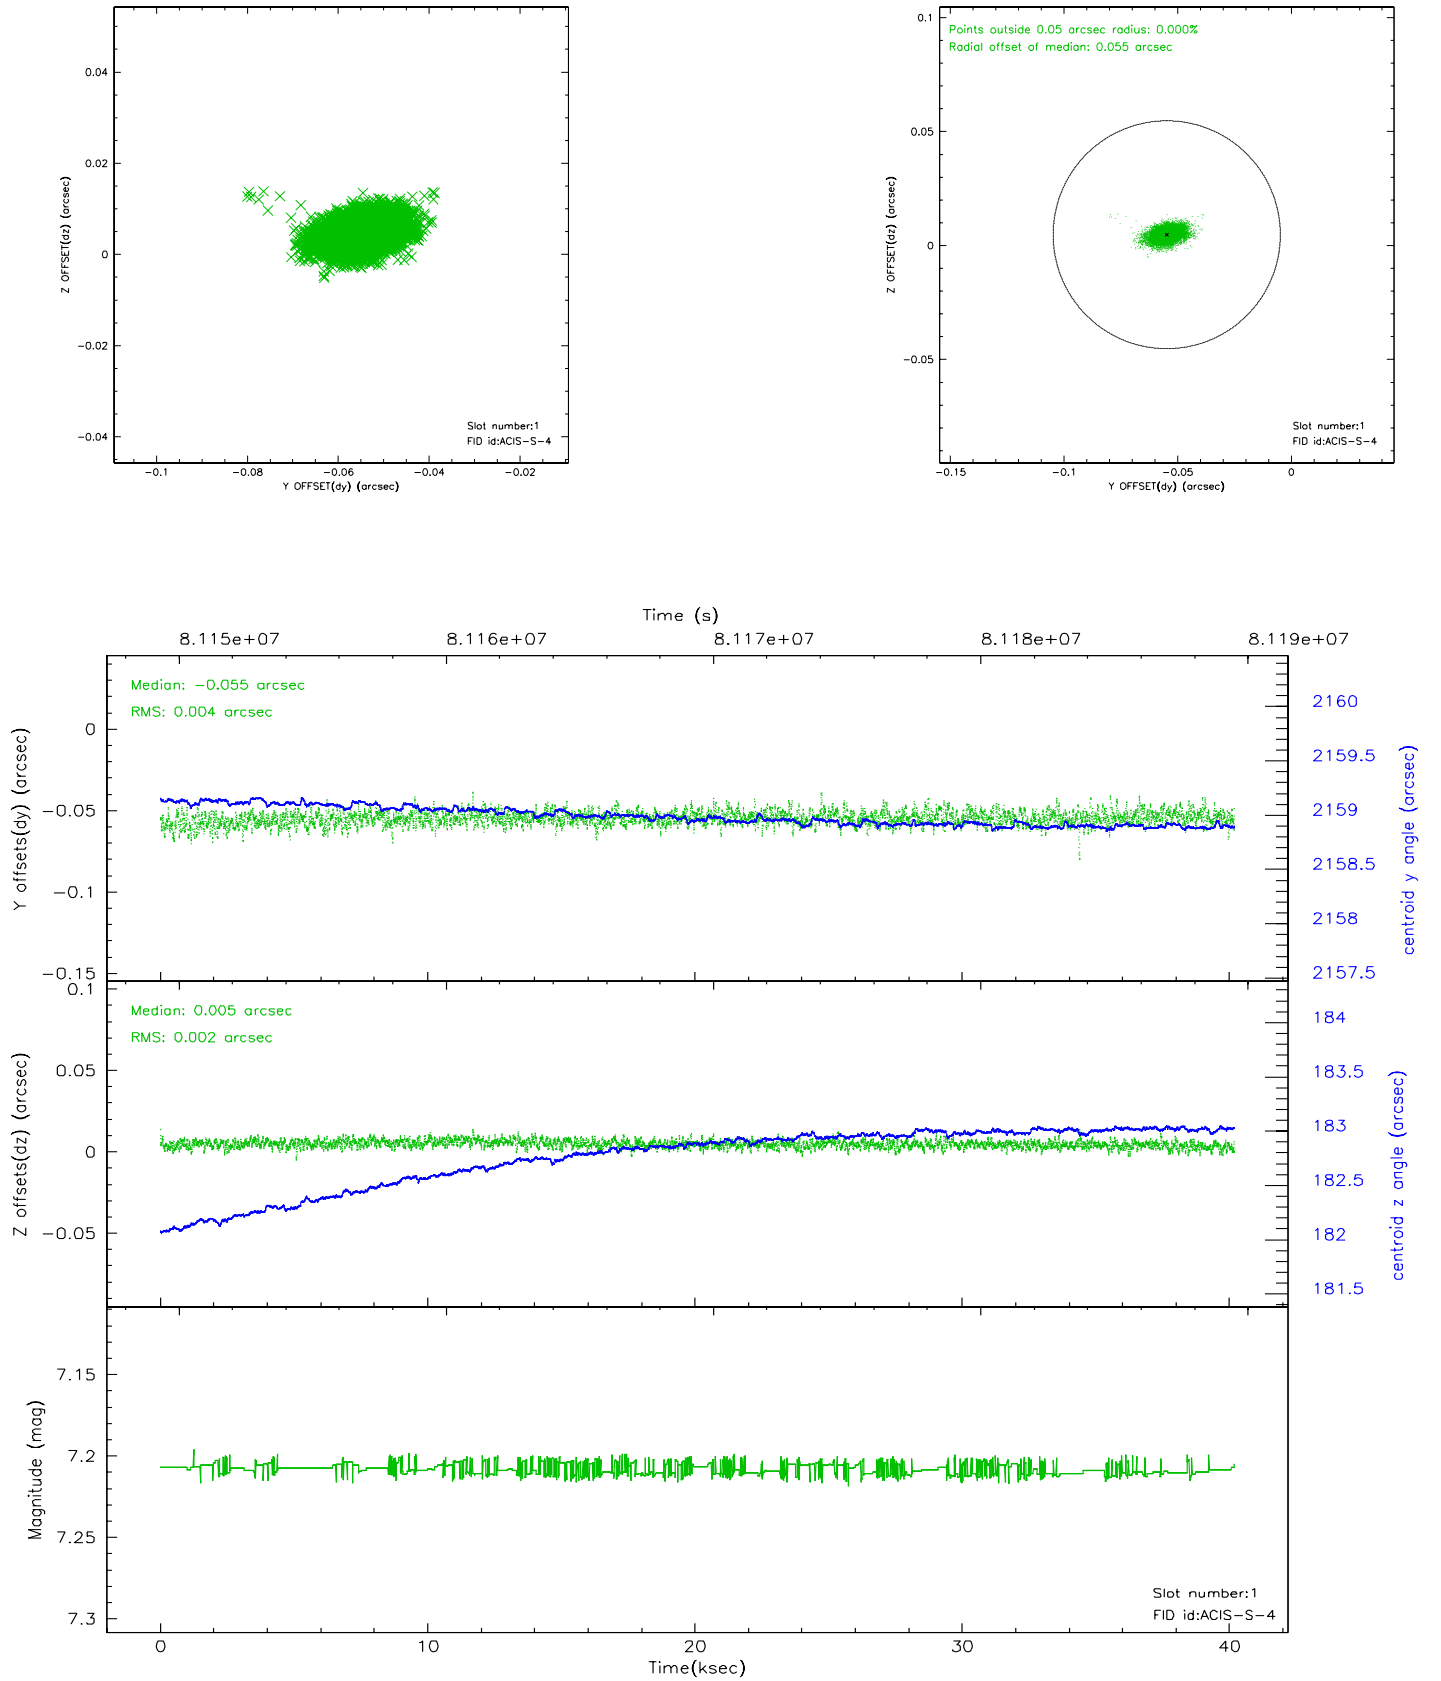 0.04
0.02
0
−0.02
−0.04
Z OFFSET(dz) (arcsec)
Slot number:1
FID id:ACIS−S−4
−0.1
−0.08
−0.06
−0.04
−0.02
Y OFFSET(dy) (arcsec)
Points outside 0.05 arcsec radius: 0.000%
Radial offset of median: 0.055 arcsec
0.1
0.05
0
−0.05
Z OFFSET(dz) (arcsec)
Slot number:1
FID id:ACIS−S−4
−0.15
−0.1
−0.05
0
Y OFFSET(dy) (arcsec)
Time (s)
8.115e+07
8.116e+07
8.117e+07
8.118e+07
8.119e+07
Median: −0.055 arcsec
RMS: 0.004 arcsec
0
−0.05
−0.1
−0.15
Y offsets(dy) (arcsec)
2160
2159.5
2159
2158.5
2158
2157.5
centroid y angle (arcsec)
Median: 0.005 arcsec
RMS: 0.002 arcsec
0.1
0.05
0
−0.05
Z offsets(dz) (arcsec)
184
183.5
183
182.5
182
181.5
centroid z angle (arcsec)
7.15
7.2
7.25
7.3
Magnitude (mag)
Slot number:1
FID id:ACIS−S−4
0
10
20
30
40
Time(ksec)